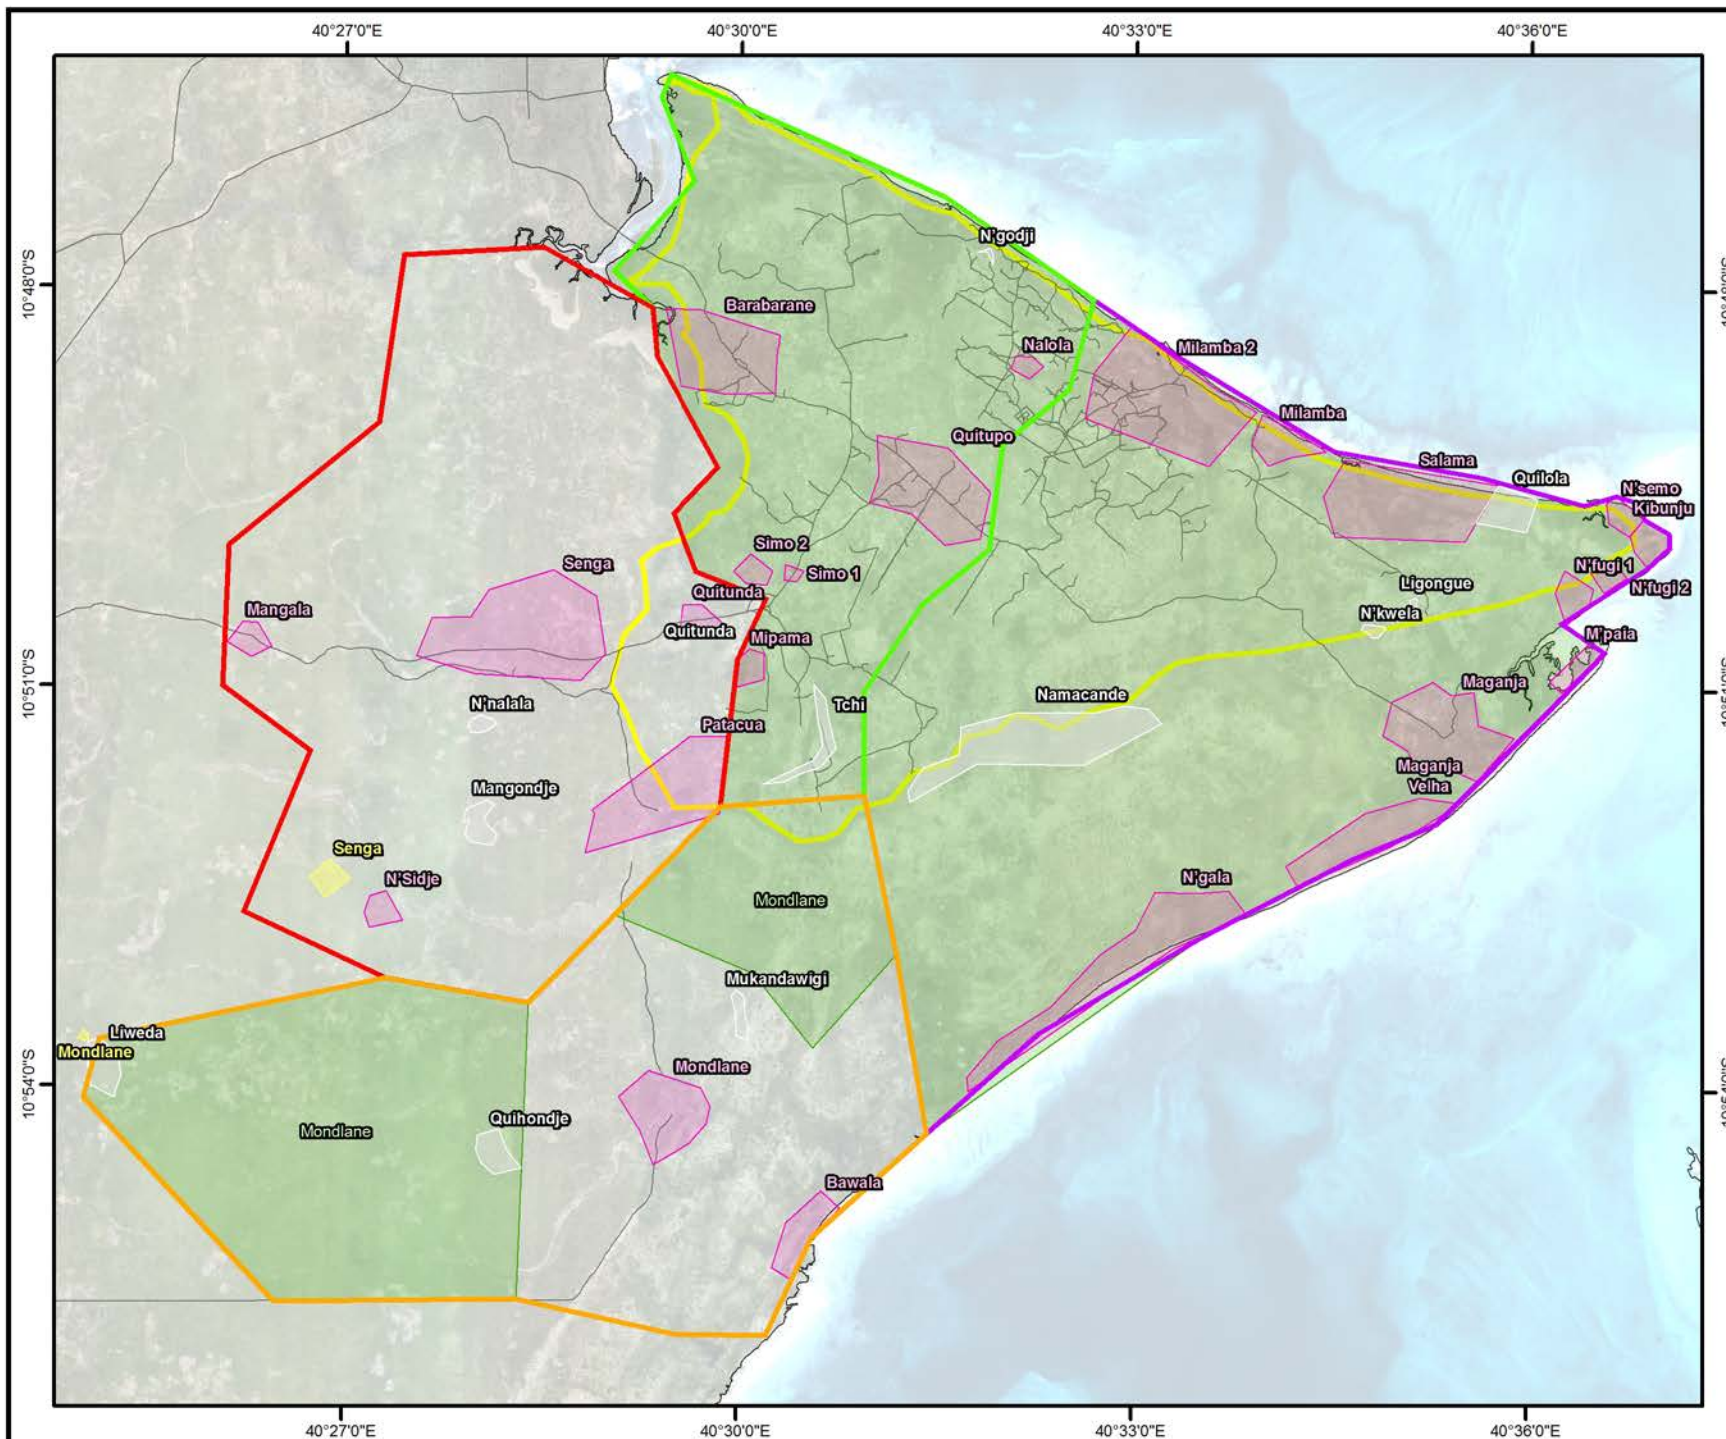 40°27'0"E
40°30'0"E
40°33'0"E
40°36'0"E
10°48'0"S
N'godji
Barabarane
Nalola
Milamba 2
Milamba
Quitupo
Salama
Quilola
N'semo
Kibunju
Simo 2
Simo 1
Senga
Quitunda
Quitunda
N'fugi 1
N'fugi 2
Ligongue
N'kwela
Mangala
Mipama
M'paia
10°51'0"S
Maganja
Namacande
N'nalala
Tchi
Patacua
Maganja
Velha
Mangondje
Senga
N'Sidje
N'gala
Mondlane
Mukandawigi
Liweda
Mondlane
Mondlane
10°54'0"S
Quihondje
Mondlane
Bawala
40°27'0"E
40°30'0"E
40°33'0"E
40°36'0"E